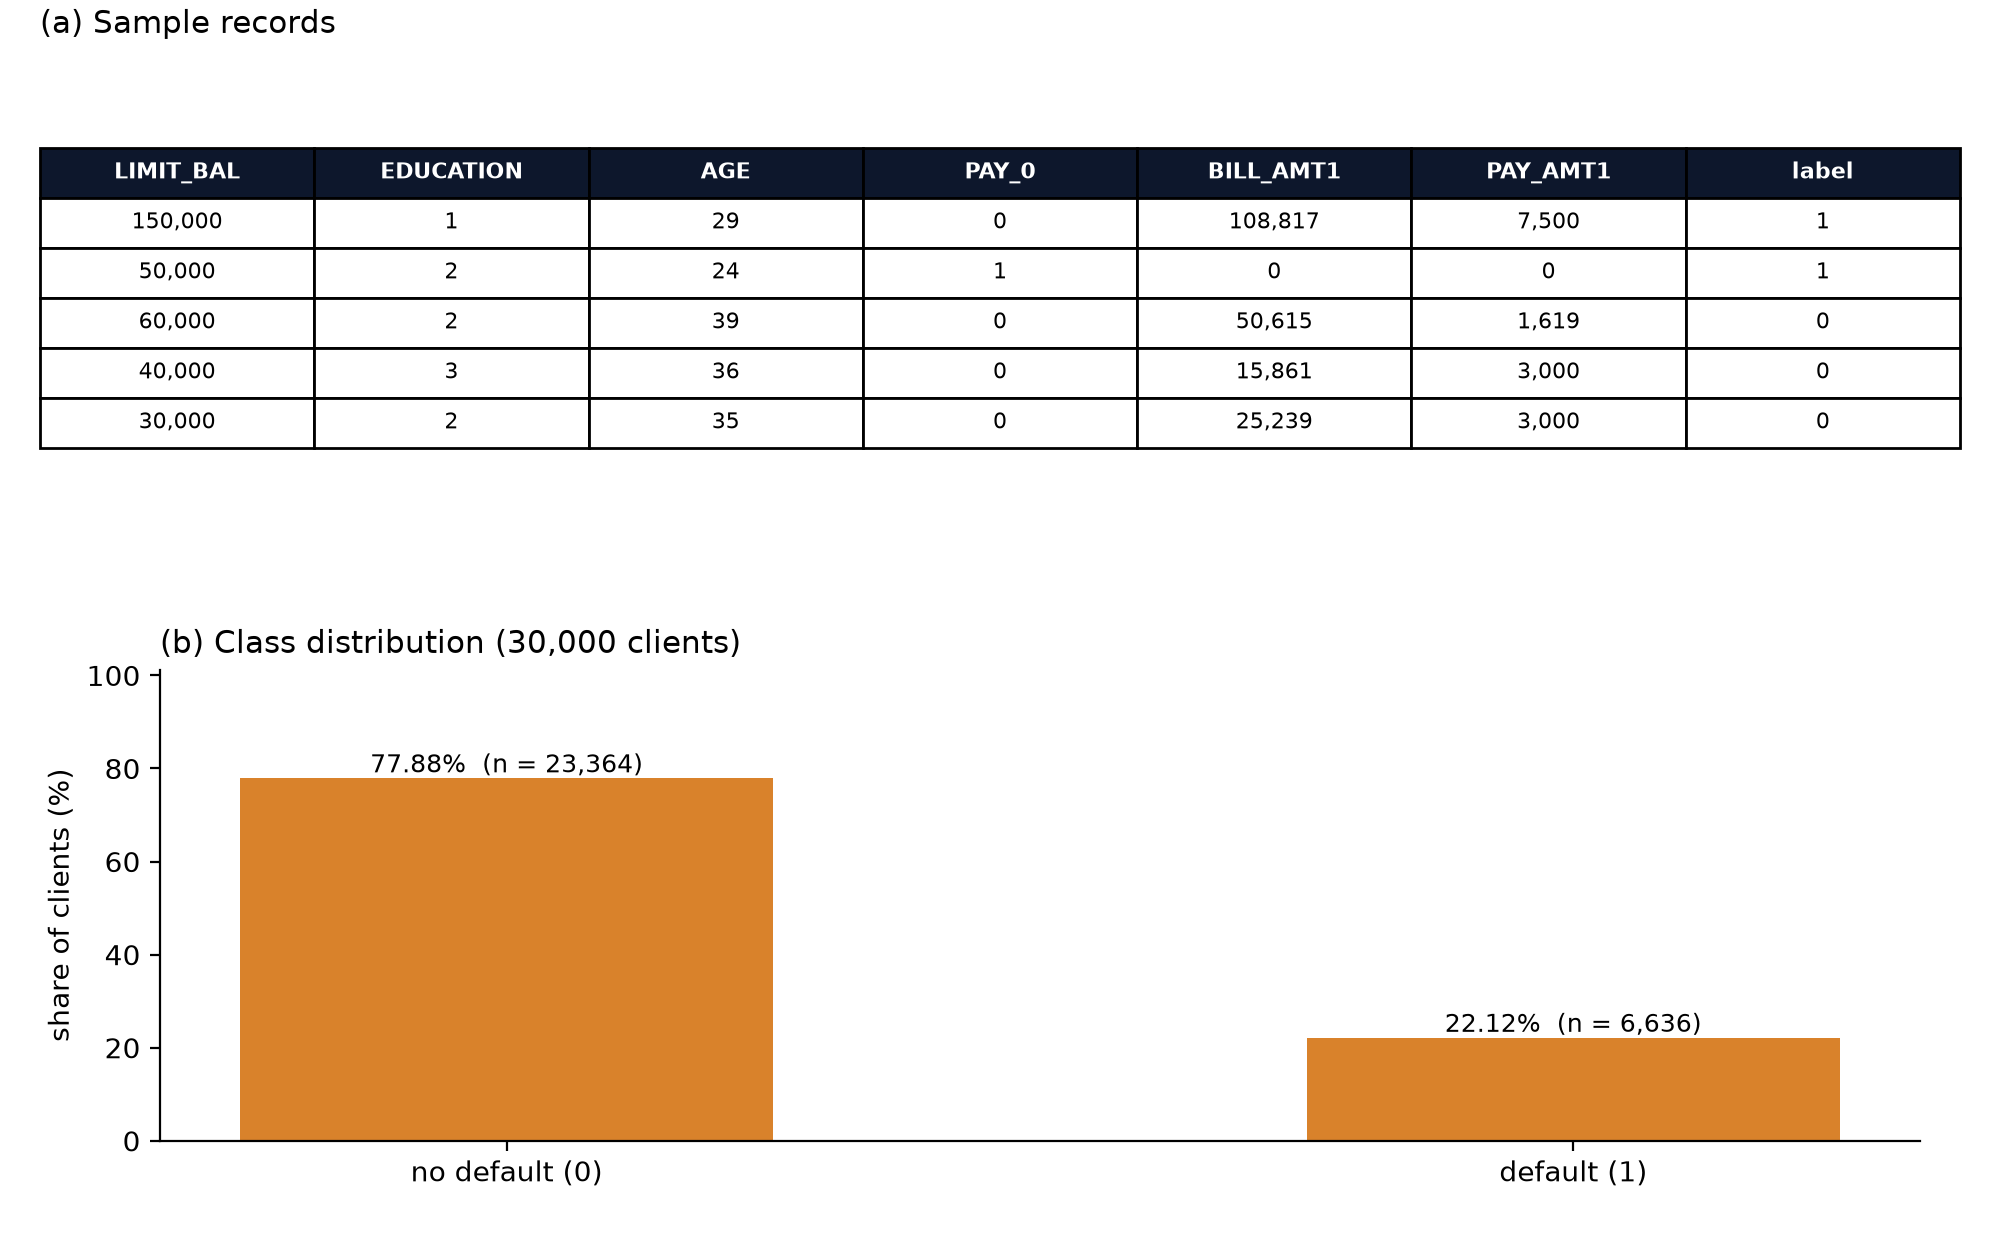 (a) Sample records
LIMIT_BAL EDUCATION AGE PAY_0 BILL_AMT1 PAY_AMT1 label
150,000 1 29 0 108,817 7,500 1
50,000 2 24 1 0 0 1
60,000 2 39 0 50,615 1,619 0
40,000 3 36 0 15,861 3,000 0
30,000 2 35 0 25,239 3,000 0
(b) Class distribution (30,000 clients)
share of clients (%)
100
80
60
40
20
0
77.88% (n = 23,364)
22.12% (n = 6,636)
no default (0) default (1)